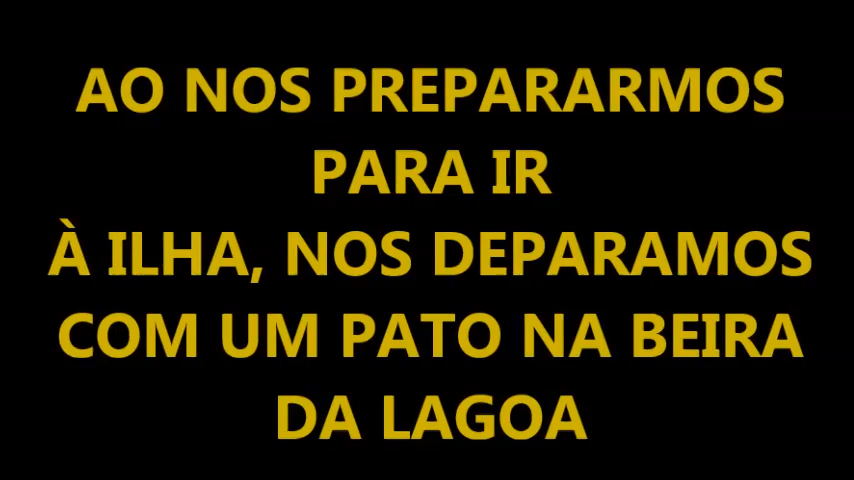 AO NOS PREPARARMOS
PARA IR
À ILHA, NOS DEPARAMOS
COM UM PATO NA BEIRA
DA LAGOA